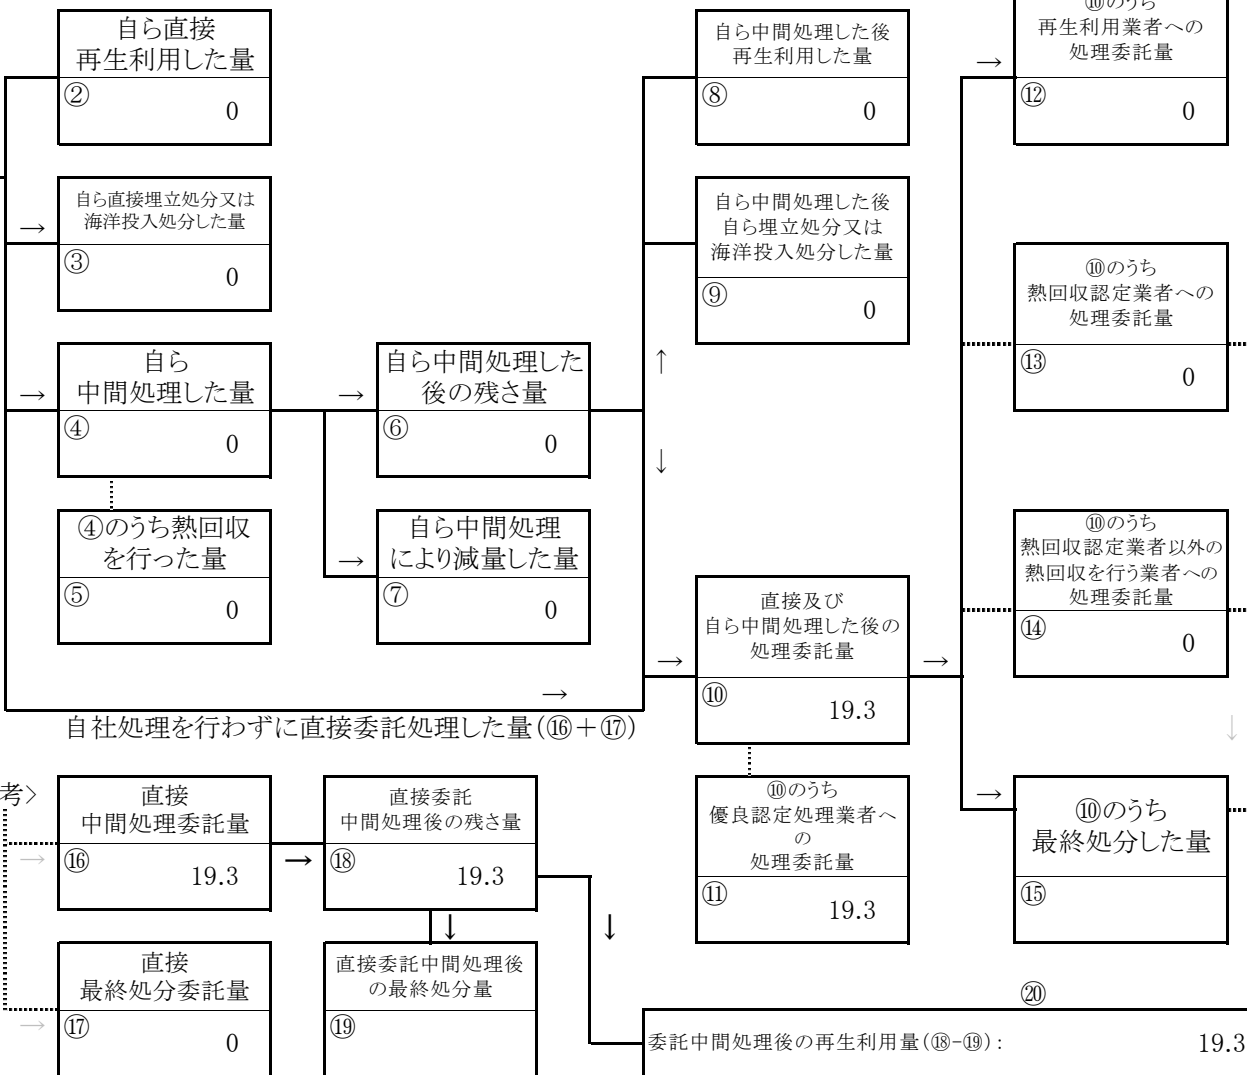 自ら直接
再生利用した量
② 0
→
自ら直接埋立処分又は
海洋投入処分した量
③ 0
→
自ら
中間処理した量
④ 0
④のうち熱回収
を行った量
⑤ 0
→
自ら中間処理した
後の残さ量
⑥ 0
→
自ら中間処理
により減量した量
⑦ 0
→
自社処理を行わずに直接委託処理した量(⑯+⑰)
自ら中間処理した後
再生利用した量
⑧ 0
自ら中間処理した後
自ら埋立処分又は
海洋投入処分した量
⑨ 0
↑
↓
→
直接及び
自ら中間処理した後の
処理委託量
⑩ 19.3
⑩のうち
優良認定処理業者へ
の
処理委託量
⑪ 19.3
→
→
⑩のうち
再生利用業者への
処理委託量
⑫ 0
⑩のうち
熱回収認定業者への
処理委託量
⑬ 0
⑩のうち
熱回収認定業者以外の
熱回収を行う業者への
処理委託量
⑭ 0
↓
→
⑩のうち
最終処分した量
⑮
考>
→
直接
中間処理委託量
⑯ 19.3
→
直接委託
中間処理後の残さ量
⑱ 19.3
↓
↓
→
直接
最終処分委託量
⑰ 0
直接委託中間処理後
の最終処分量
⑲
⑳
委託中間処理後の再生利用量(⑱-⑲): 19.3